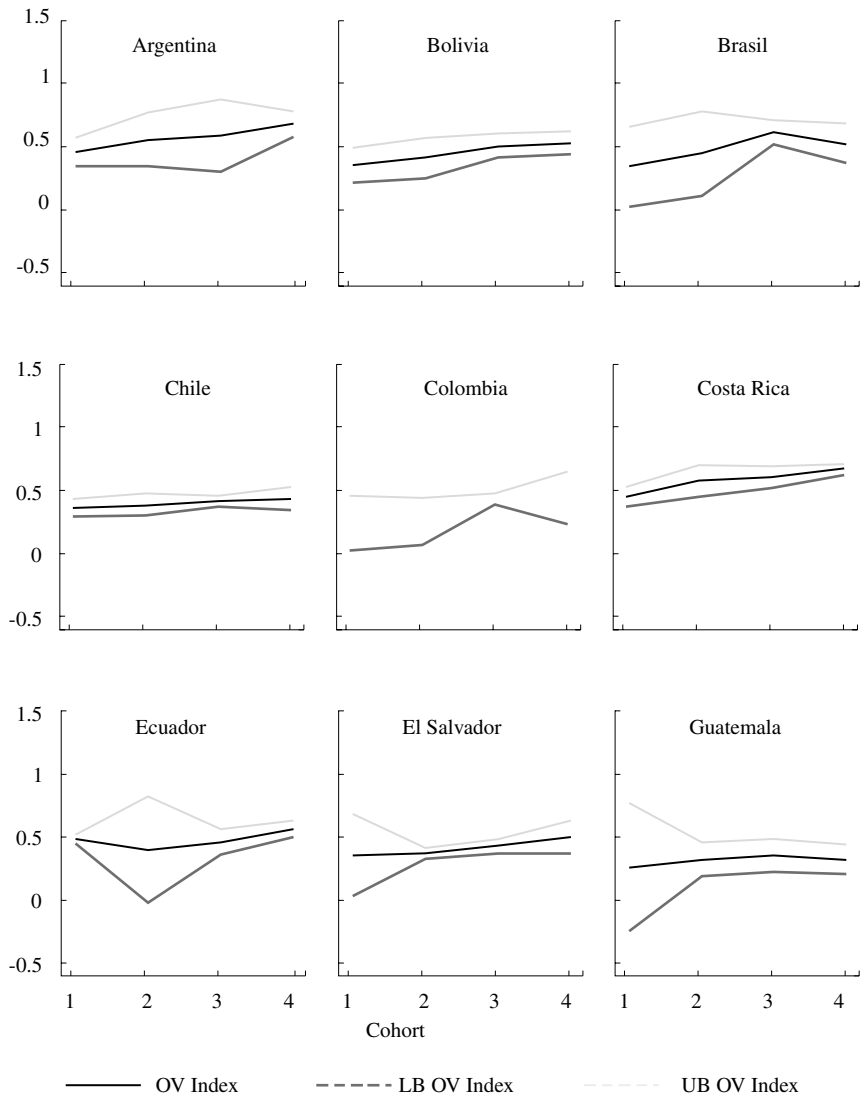 1.5
Argentina Bolivia Brasil
1
0.5
0
-0.5
1.5
Chile Colombia Costa Rica
1
0.5
0
-0.5
1.5
Ecuador El Salvador Guatemala
1
0.5
0
-0.5
1 2 3 4 1 2 3 4 1 2 3 4
Cohort
OV Index LB OV Index UB OV Index